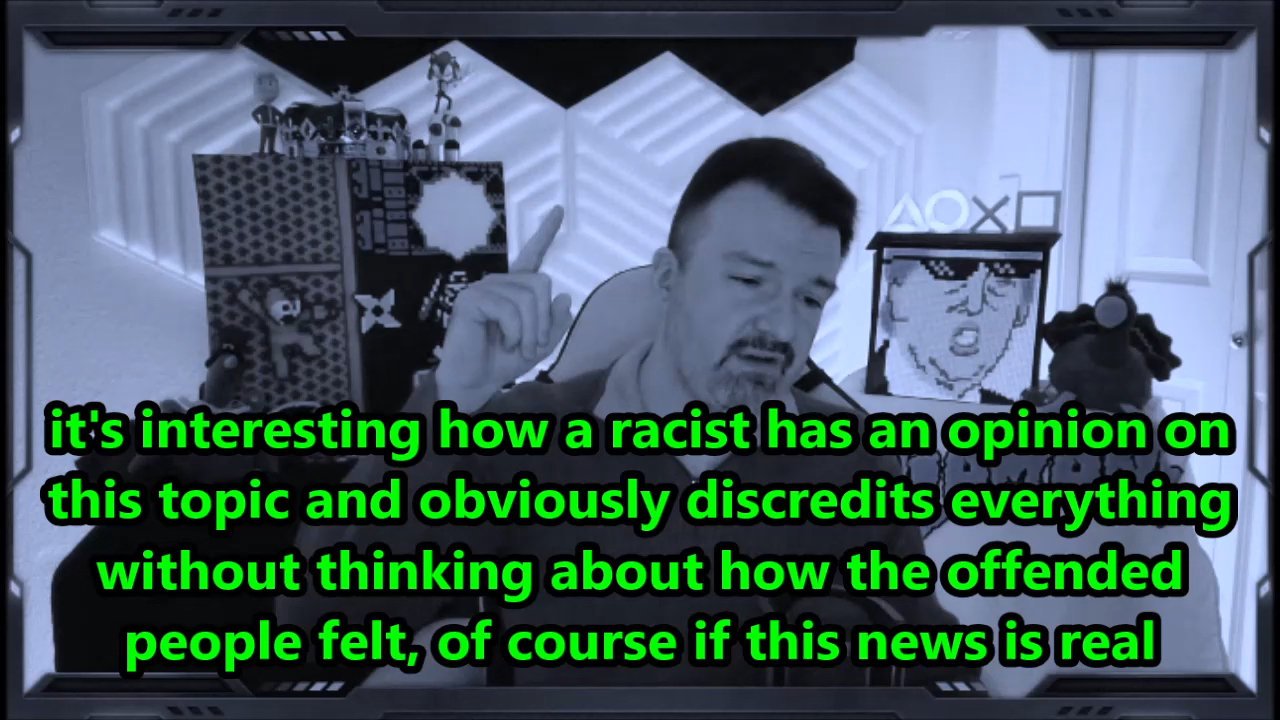 it's interesting how a racist has an opinion on
this topic and obviously discredits everything
without thinking about how the offended
people felt, of course if this news is real